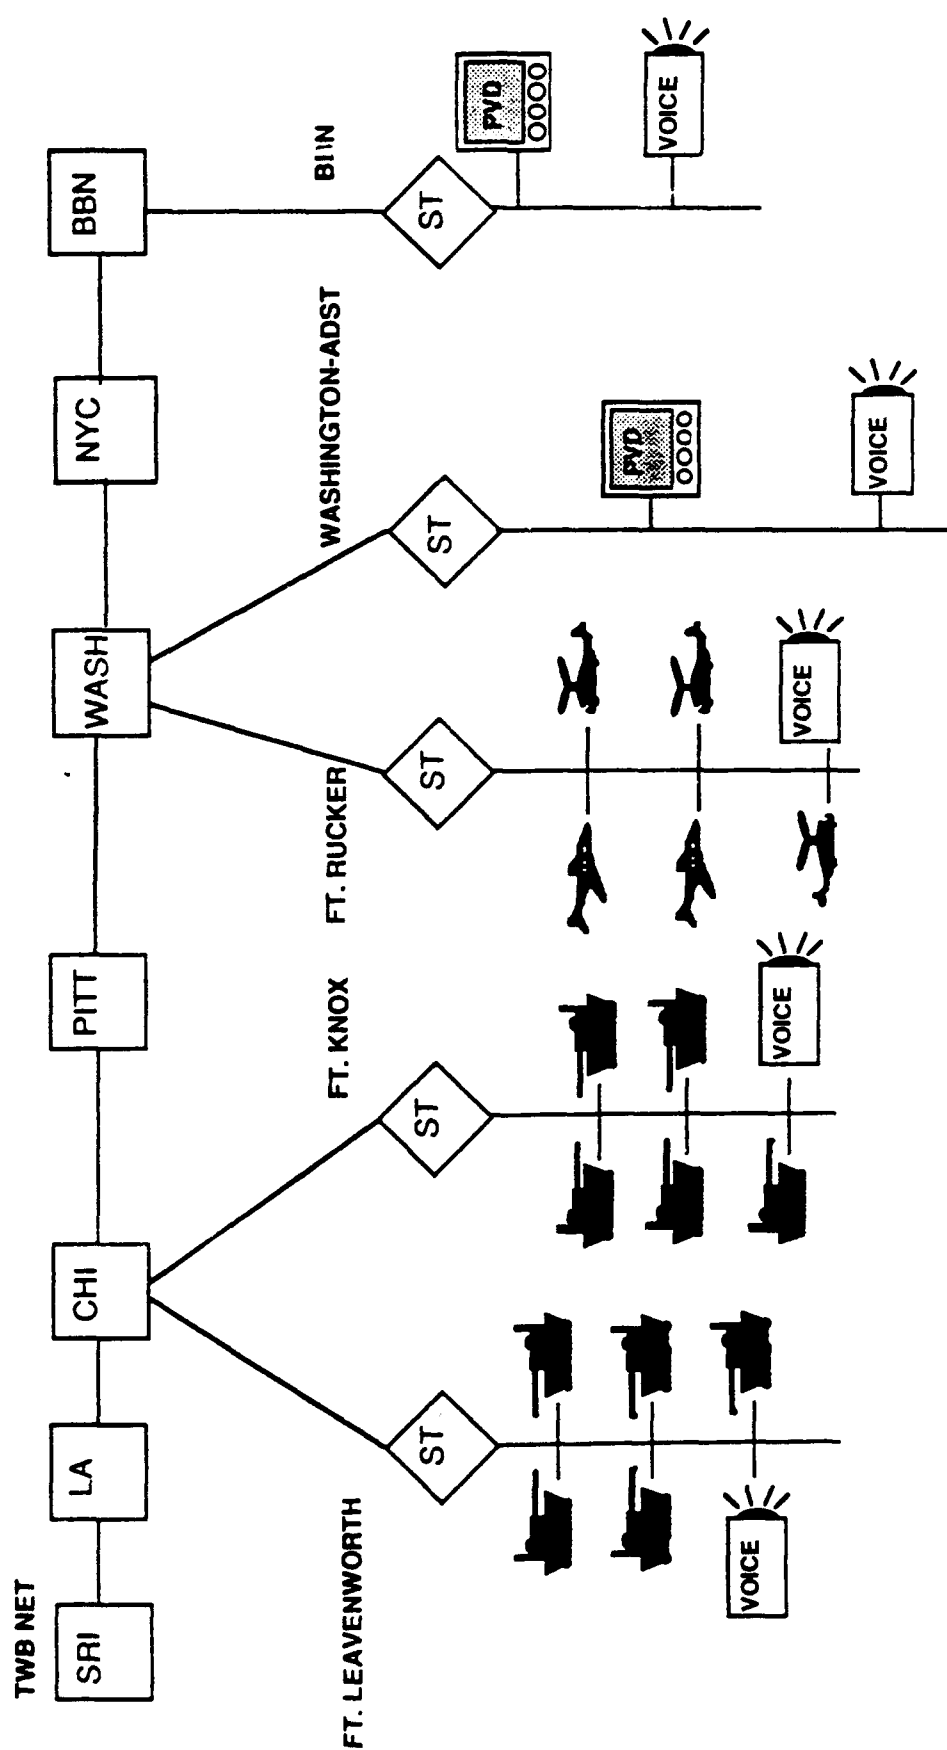 TWB NET
SRI
LA
CHI
PITT
WASH
NYC
BBN
FT. LEAVENWORTH
FT. KNOX
FT. RUCKER
WASHINGTON-ADST
ST
ST
ST
ST
ST
PVD
PVD
VOICE
VOICE
VOICE
VOICE
VOICE